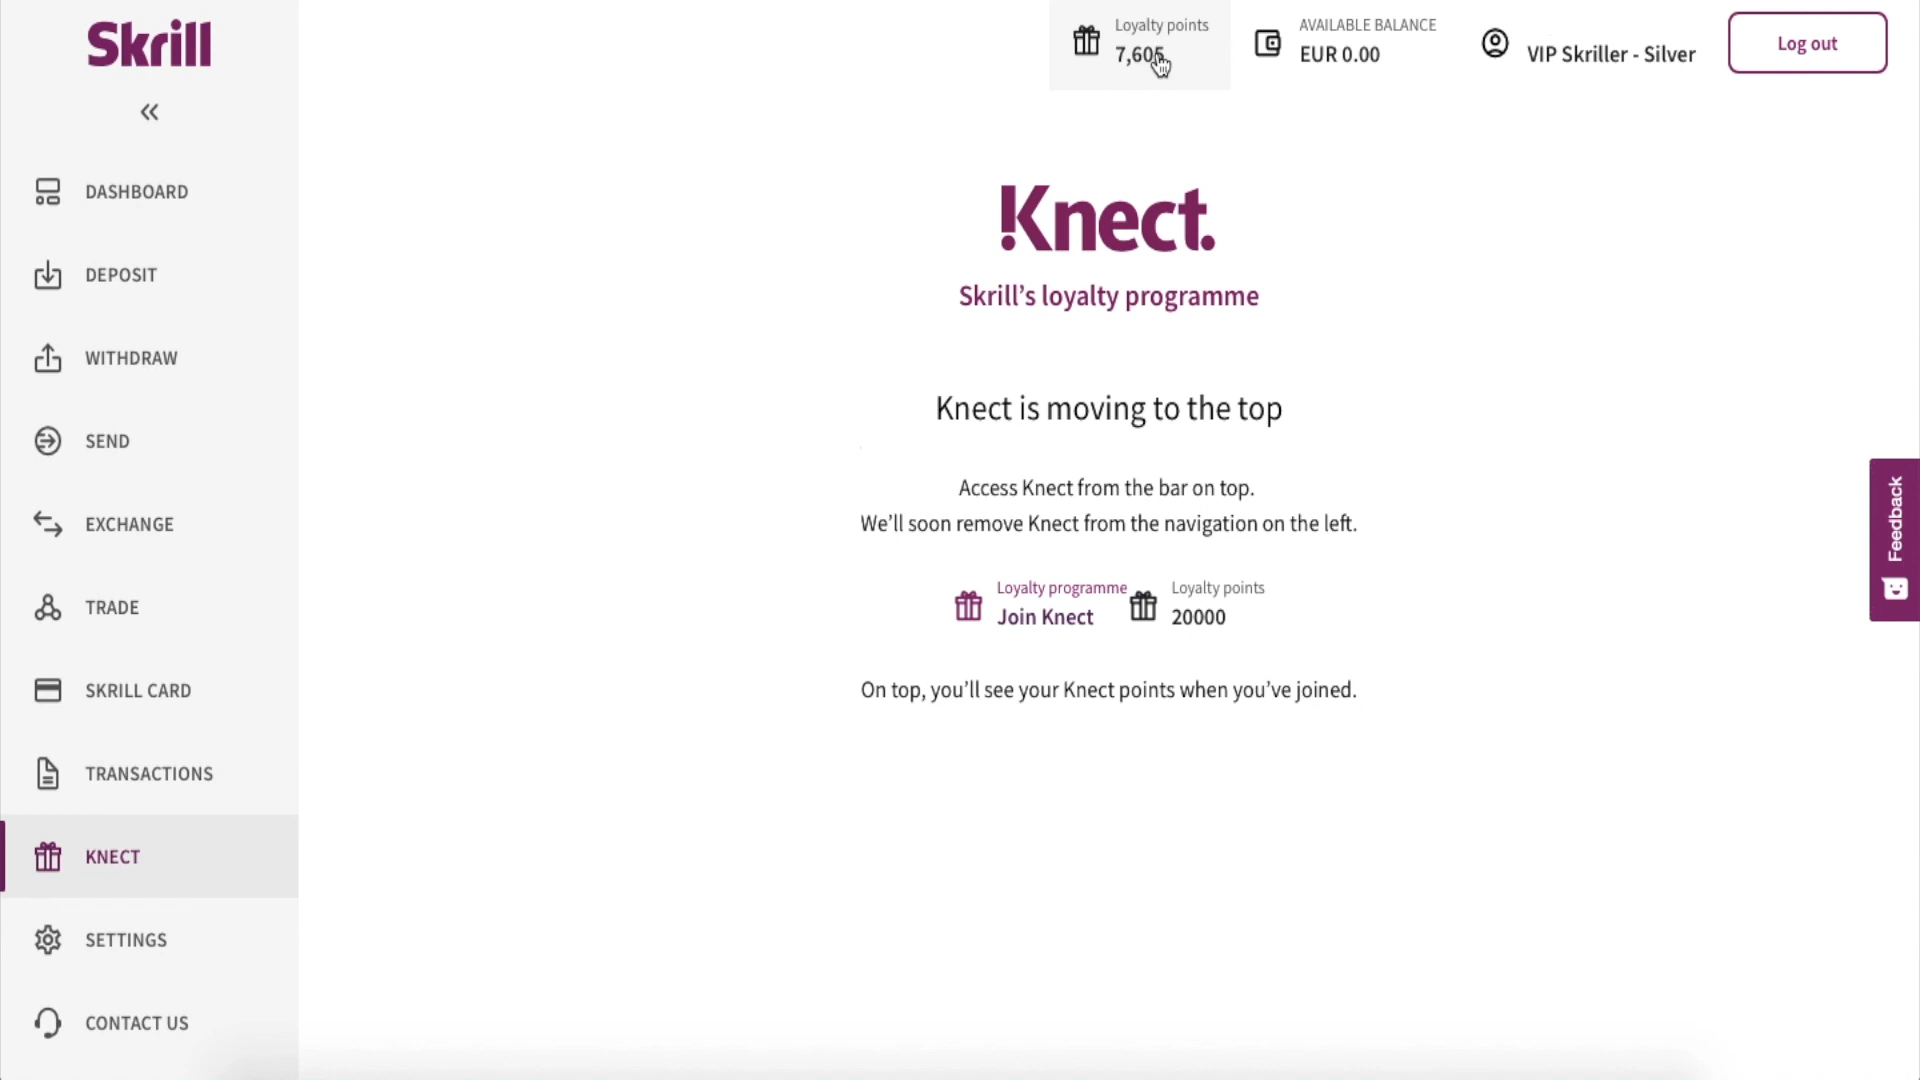 Skrill
Loyalty points
7,605
AVAILABLE BALANCE
EUR 0.00
VIP Skriller - Silver
Log out
DASHBOARD
DEPOSIT
WITHDRAW
SEND
EXCHANGE
TRADE
SKRILL CARD
TRANSACTIONS
KNECT
SETTINGS
CONTACT US
Knect.
Skrill’s loyalty programme
Knect is moving to the top
Access Knect from the bar on top.
We’ll soon remove Knect from the navigation on the left.
Loyalty programme
Join Knect
Loyalty points
20000
On top, you’ll see your Knect points when you’ve joined.
Feedback